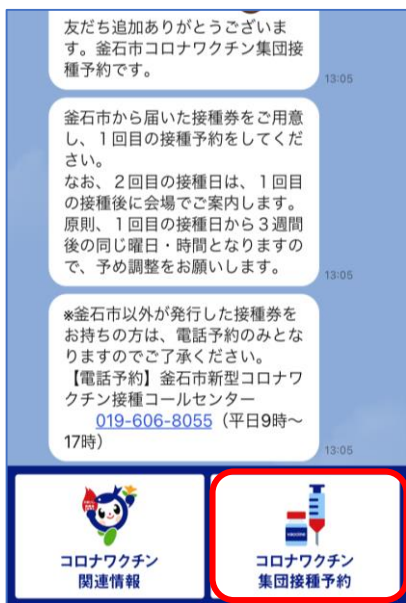 友だち追加ありがとうございま
す。釜石市コロナワクチン集団接
種予約です。
13:05
釜石市から届いた接種券をご用意
し、１回目の接種予約をしてくだ
さい。
なお、２回目の接種日は、１回目
の接種後に会場でご案内します。
原則、１回目の接種日から３週間
後の同じ曜日・時間となりますの
で、予め調整をお願いします。
13:05
※釜石市以外が発行した接種券を
お持ちの方は、電話予約のみとな
りますのでご了承ください。
【電話予約】釜石市新型コロナワ
クチン接種コールセンター
019-606-8055（平日9時～
17時）
13:05
コロナワクチン
関連情報
vaccine
コロナワクチン
集団接種予約